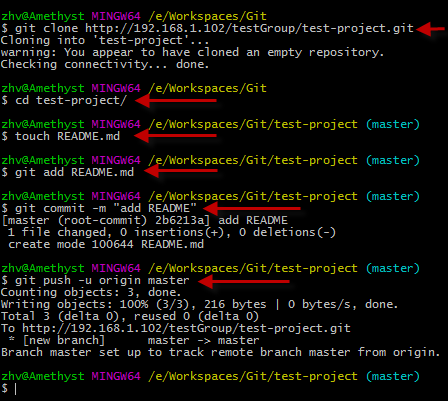 zhv@Amethyst MINGW64 /e/Workspaces/Git
$ git clone http://192.168.1.102/testGroup/test-project.git
Cloning into 'test-project'...
warning: You appear to have cloned an empty repository.
Checking connectivity... done.
zhv@Amethyst MINGW64 /e/Workspaces/Git
$ cd test-project/
zhv@Amethyst MINGW64 /e/Workspaces/Git/test-project (master)
$ touch README.md
zhv@Amethyst MINGW64 /e/Workspaces/Git/test-project (master)
$ git add README.md
zhv@Amethyst MINGW64 /e/Workspaces/Git/test-project (master)
$ git commit -m "add README"
[master (root-commit) 2b6213a] add README
 1 file changed, 0 insertions(+), 0 deletions(-)
 create mode 100644 README.md
zhv@Amethyst MINGW64 /e/Workspaces/Git/test-project (master)
$ git push -u origin master
Counting objects: 3, done.
Writing objects: 100% (3/3), 216 bytes | 0 bytes/s, done.
Total 3 (delta 0), reused 0 (delta 0)
To http://192.168.1.102/testGroup/test-project.git
 * [new branch]      master -> master
Branch master set up to track remote branch master from origin.
zhv@Amethyst MINGW64 /e/Workspaces/Git/test-project (master)
$